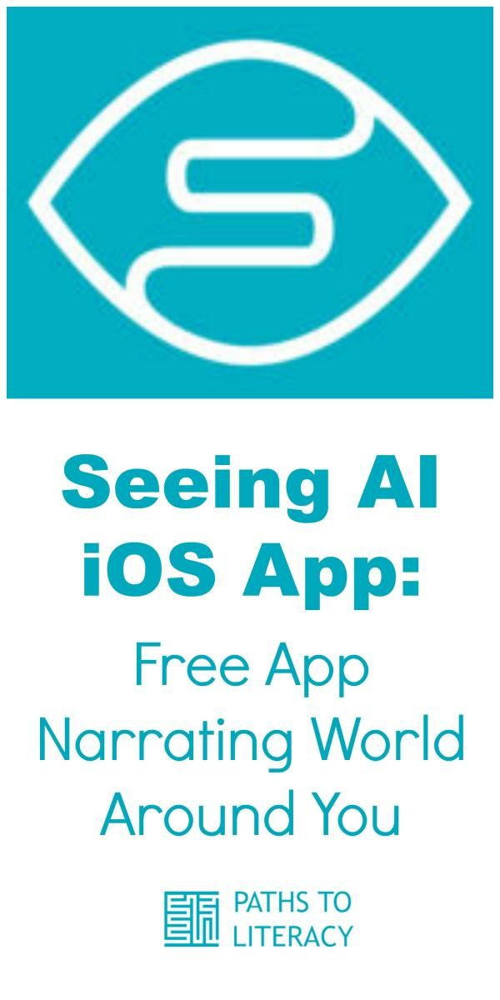 Seeing AI
iOS App:
Free App
Narrating World
Around You
PATHS TO
LITERACY